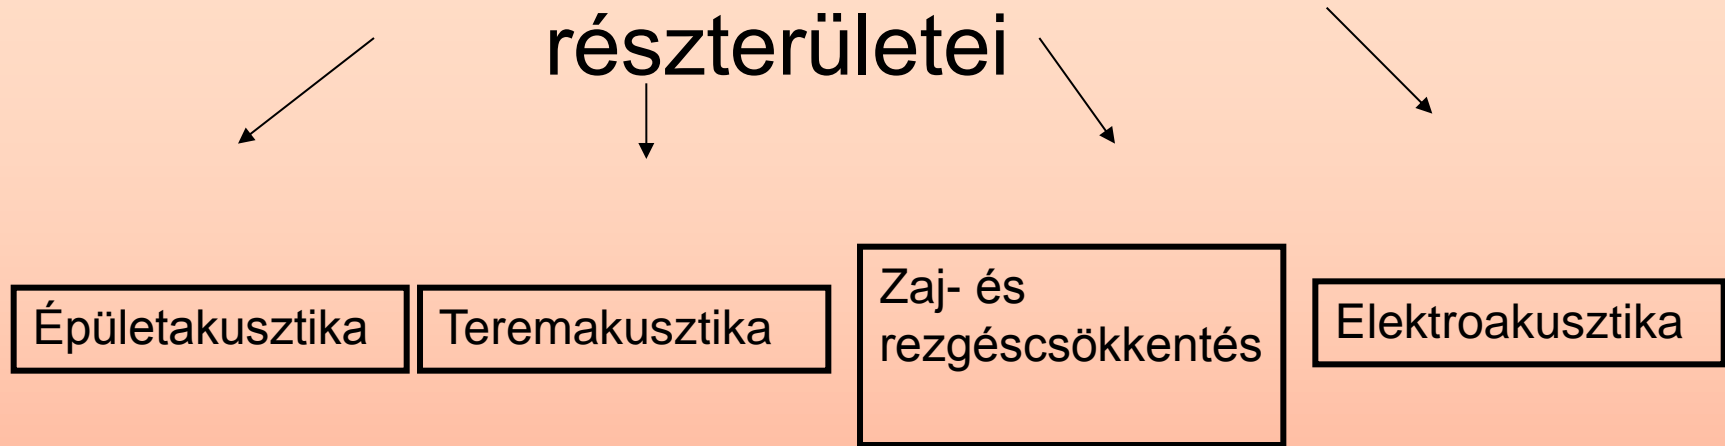 részterületei
Épületakusztika
Teremakusztika
Zaj- és
rezgéscsökkentés
Elektroakusztika